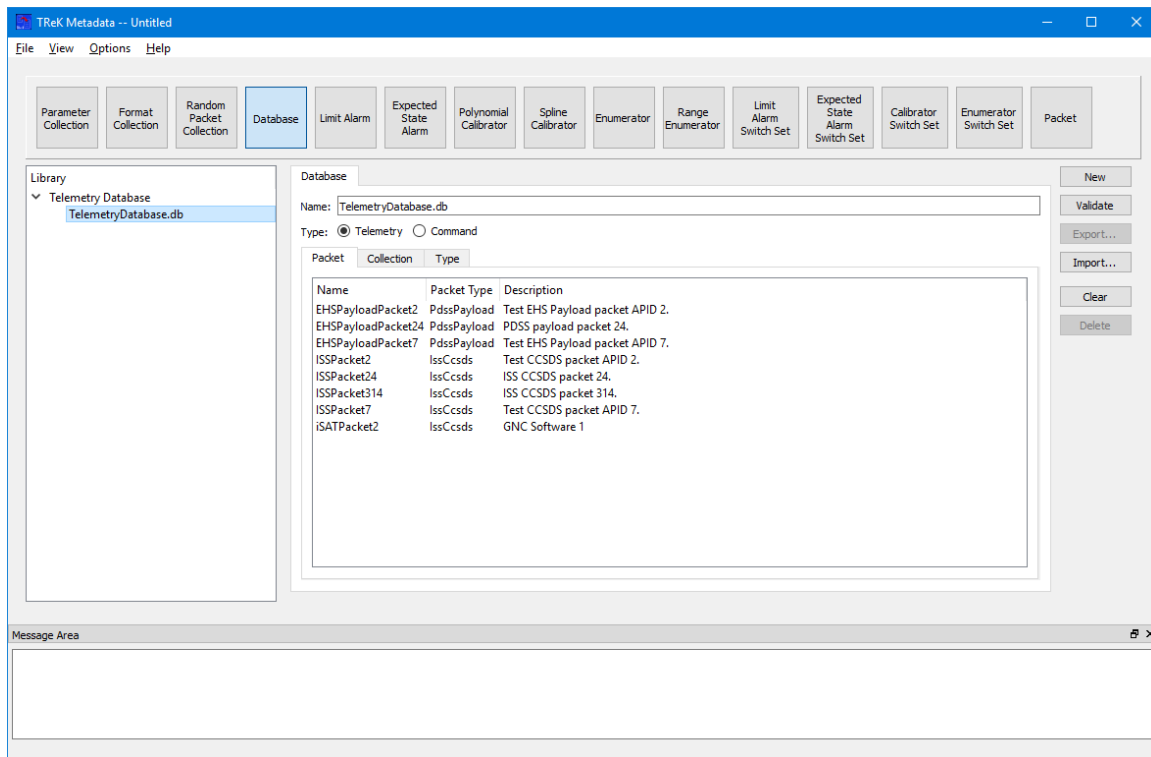 TReK Metadata -- Untitled
File View Options Help
Parameter Collection
Format Collection
Random Packet Collection
Database
Limit Alarm
Expected State Alarm
Polynomial Calibrator
Spline Calibrator
Enumerator
Range Enumerator
Limit Alarm Switch Set
Expected State Alarm Switch Set
Calibrator Switch Set
Enumerator Switch Set
Packet
Library
Telemetry Database
TelemetryDatabase.db
Database
Name: TelemetryDatabase.db
Type: Telemetry Command
Packet Collection Type
Name Packet Type Description
EHSPayloadPacket2 PdssPayload Test EHS Payload packet APID 2.
EHSPayloadPacket24 PdssPayload PDSS payload packet 24.
EHSPayloadPacket7 PdssPayload Test EHS Payload packet APID 7.
ISSPacket2 IssCcsds Test CCSDS packet APID 2.
ISSPacket24 IssCcsds ISS CCSDS packet 24.
ISSPacket314 IssCcsds ISS CCSDS packet 314.
ISSPacket7 IssCcsds Test CCSDS packet APID 7.
iSATPacket2 IssCcsds GNC Software 1
New
Validate
Export...
Import...
Clear
Delete
Message Area